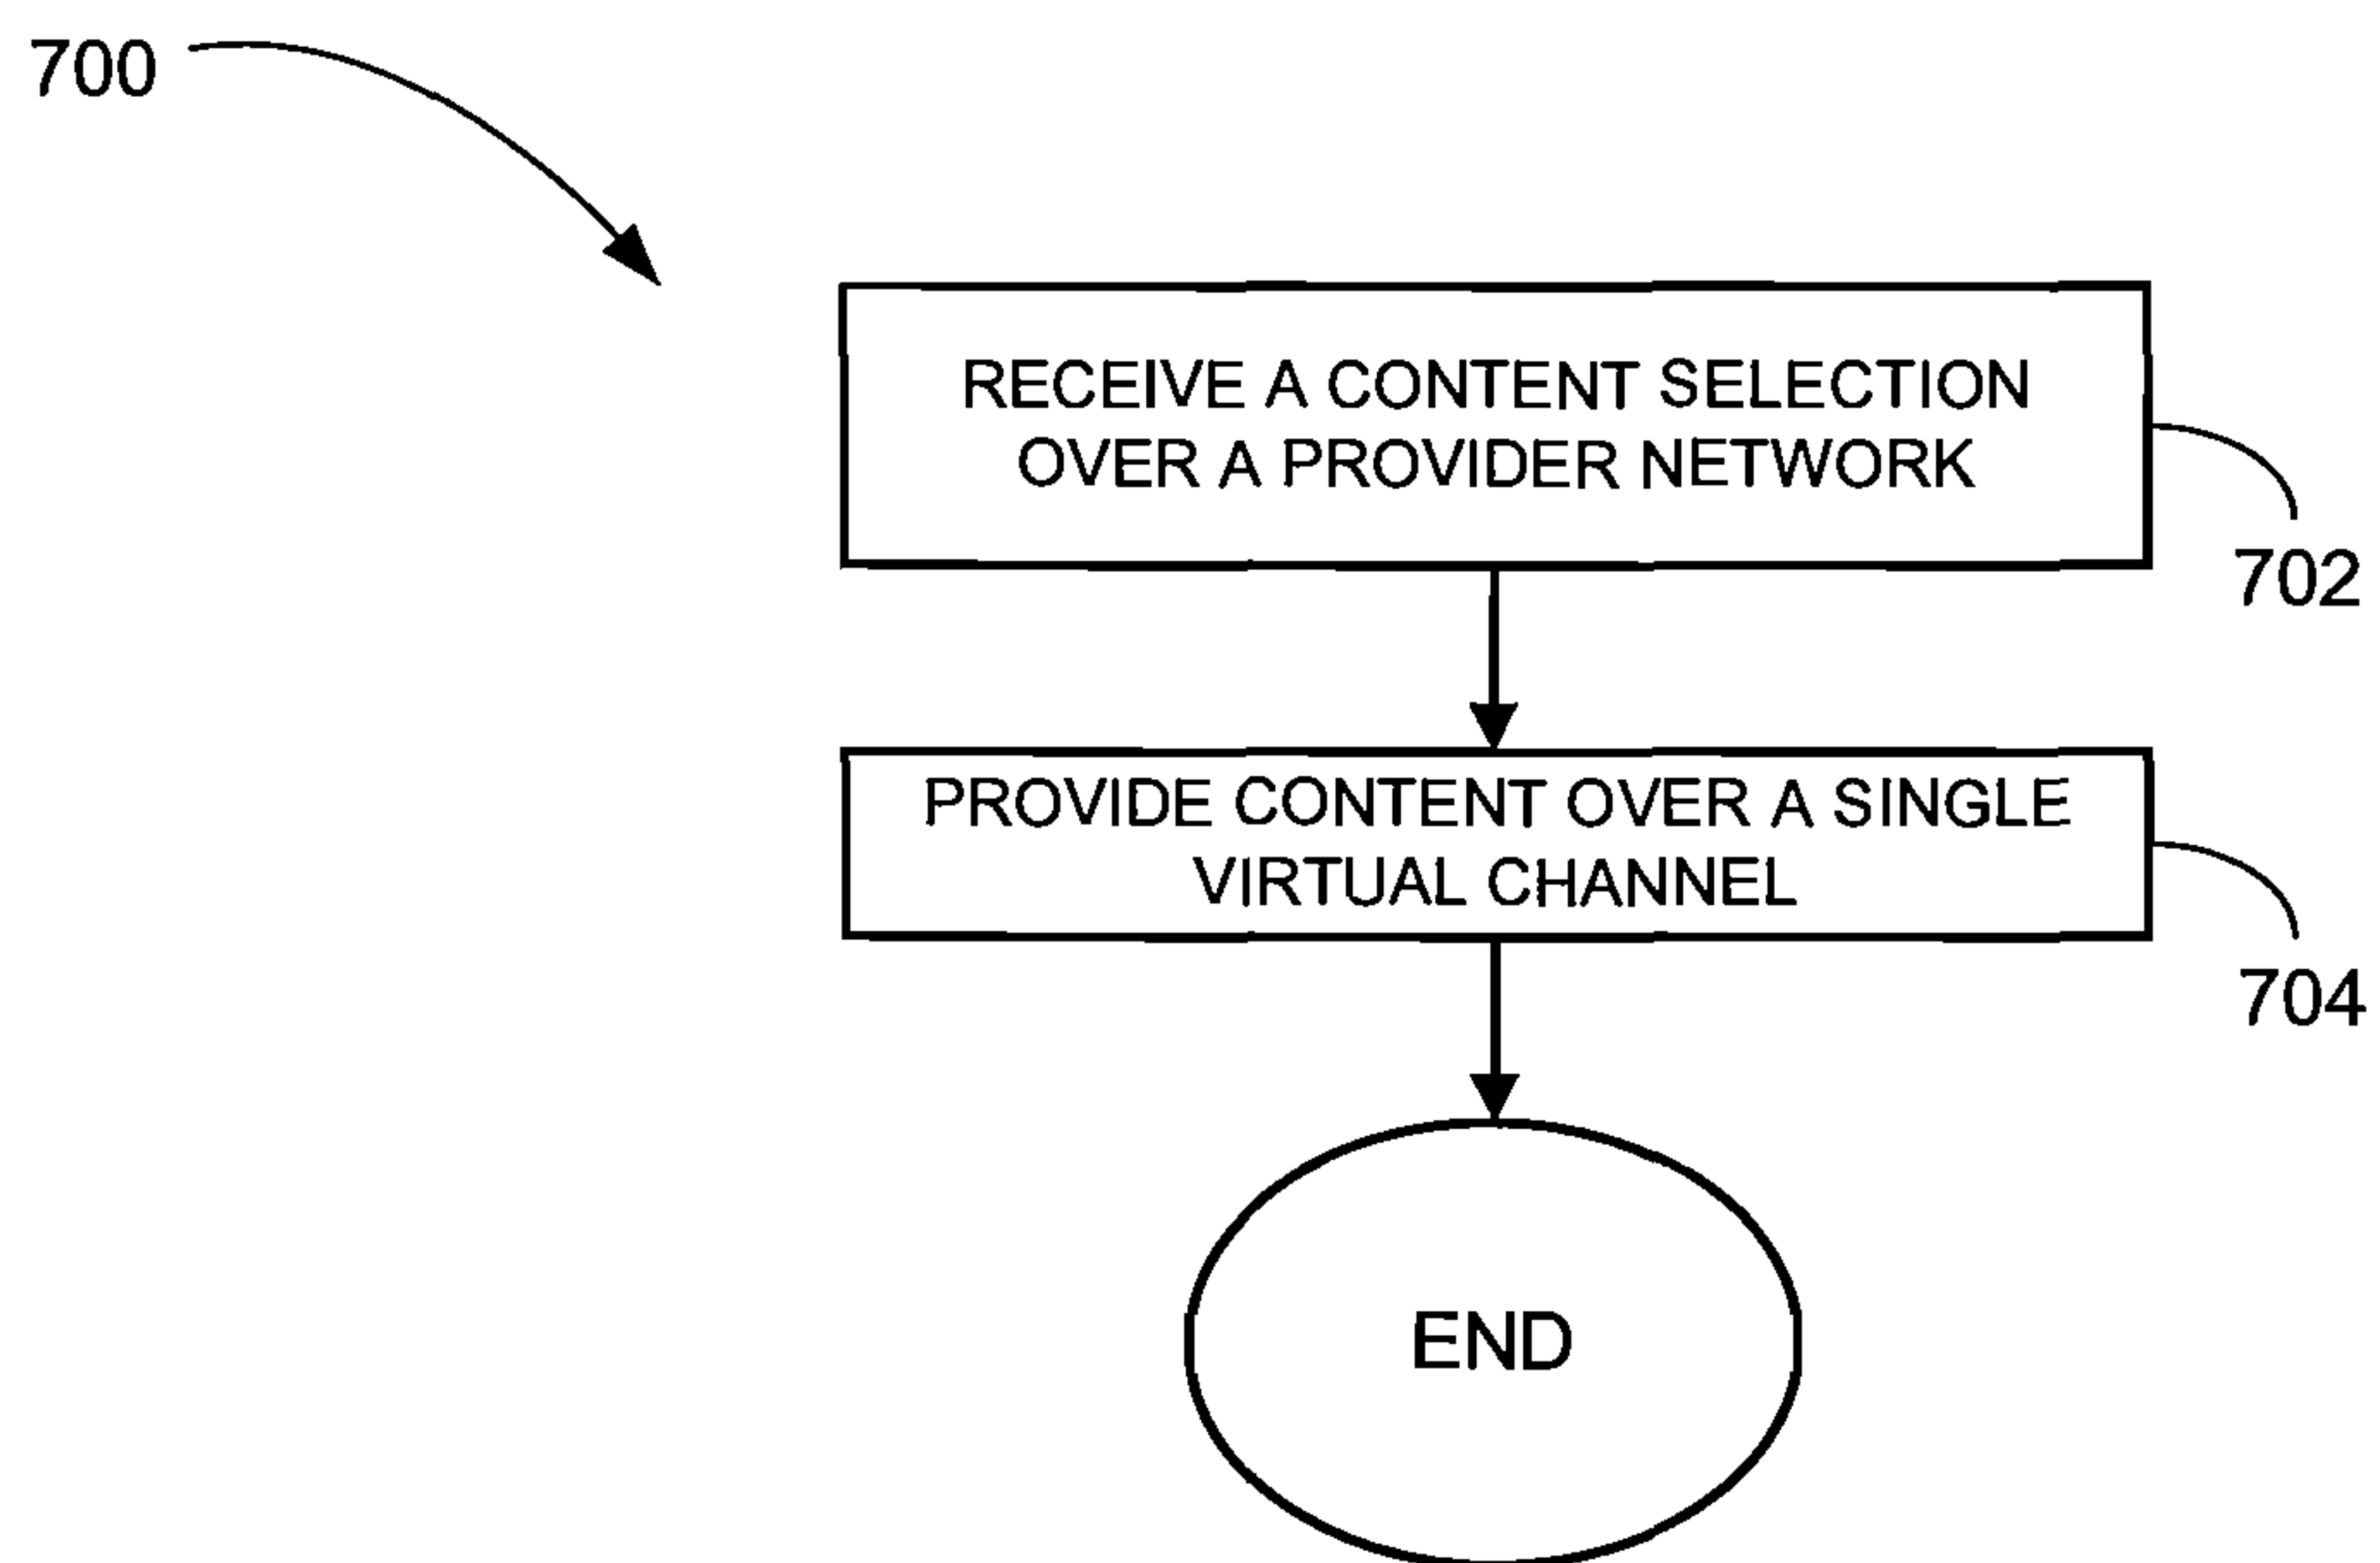 700
RECEIVE A CONTENT SELECTION
OVER A PROVIDER NETWORK
702
PROVIDE CONTENT OVER A SINGLE
VIRTUAL CHANNEL
704
END